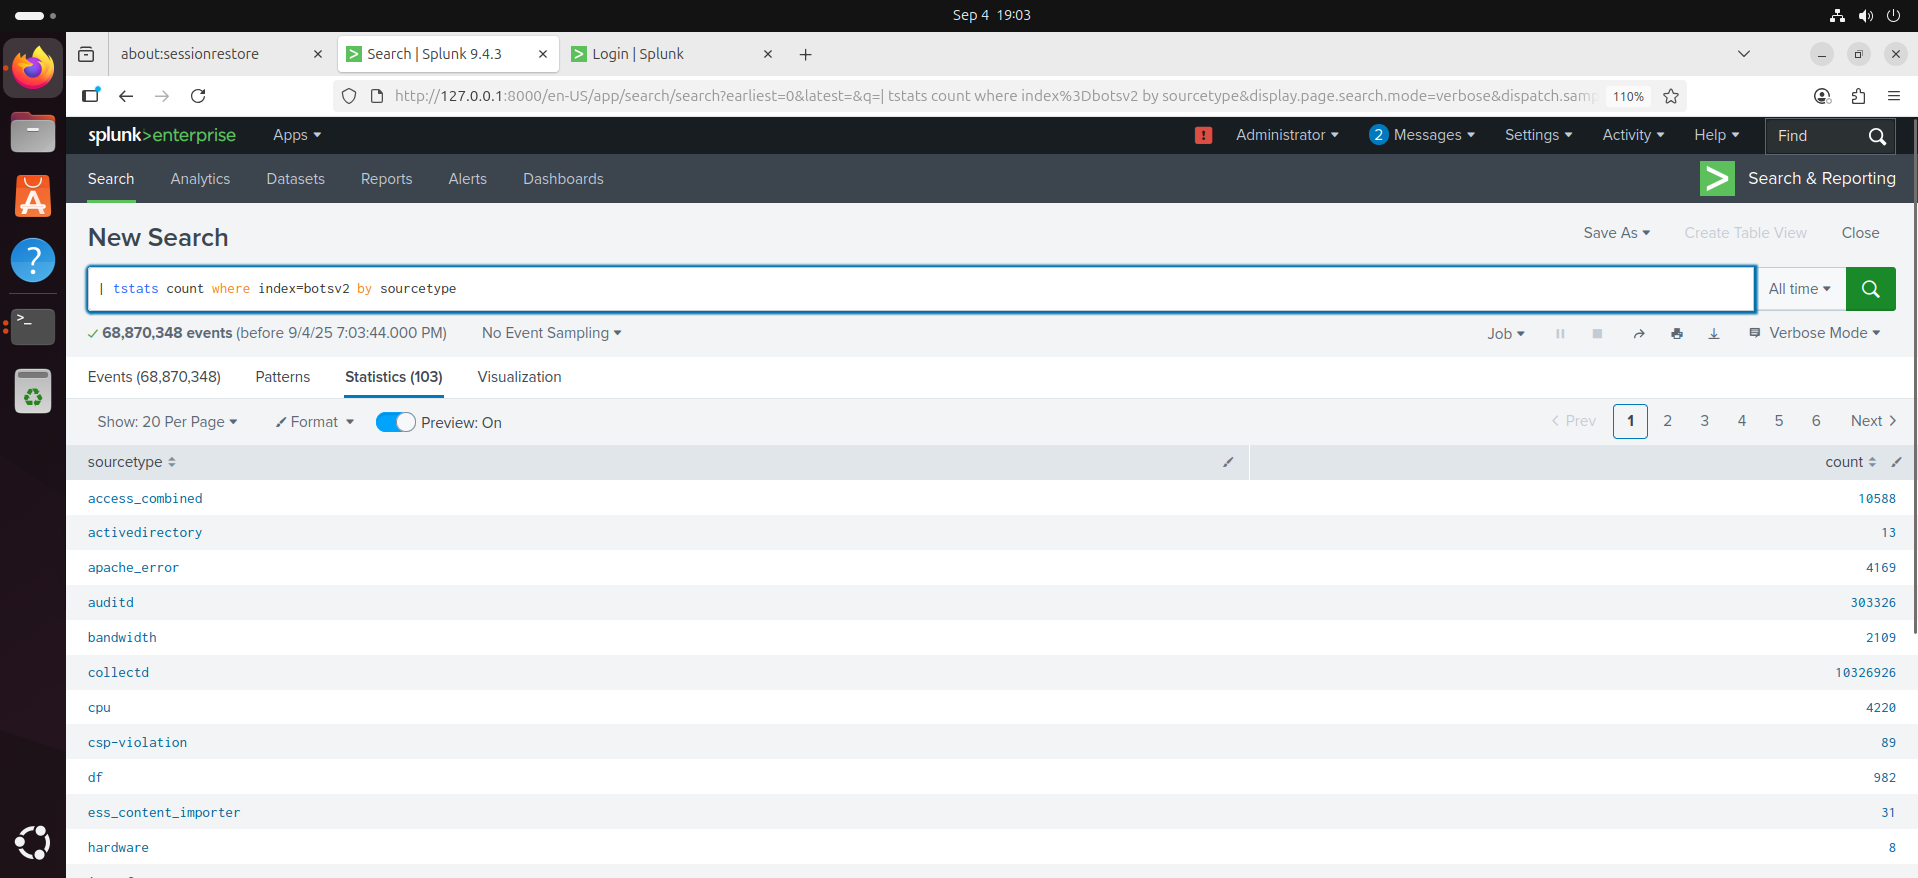 Sep 4 19:03
about:sessionrestore
Search | Splunk 9.4.3
Login | Splunk
http://127.0.0.1:8000/en-US/app/search/search?earliest=0&latest=&q=| tstats count where index%3Dbotsv2 by sourcetype&display.page.search.mode=verbose&dispatch.samp
110%
splunk>enterprise
Apps
Administrator
2 Messages
Settings
Activity
Help
Find
Search
Analytics
Datasets
Reports
Alerts
Dashboards
Search & Reporting
New Search
Save As
Create Table View
Close
| tstats count where index=botsv2 by sourcetype
All time
68,870,348 events (before 9/4/25 7:03:44.000 PM)
No Event Sampling
Job
Verbose Mode
Events (68,870,348)
Patterns
Statistics (103)
Visualization
Show: 20 Per Page
Format
Preview: On
< Prev 1 2 3 4 5 6 Next >
sourcetype count
access_combined 10588
activedirectory 13
apache_error 4169
auditd 303326
bandwidth 2109
collectd 10326926
cpu 4220
csp-violation 89
df 982
ess_content_importer 31
hardware 8